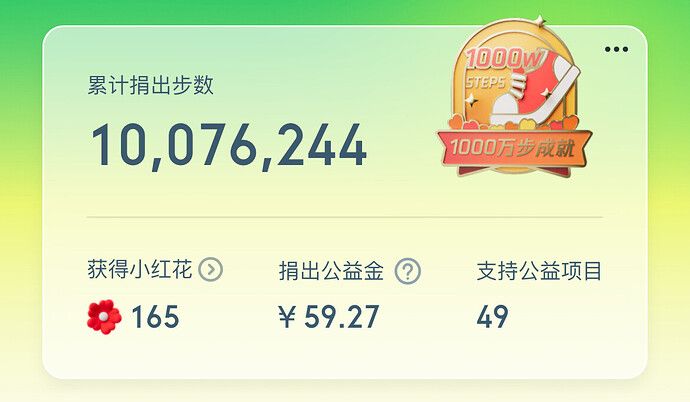 1000W
STEPS
1000万步成就
累计捐出步数
10,076,244
获得小红花
捐出公益金 ?
支持公益项目
165
¥ 59.27
49